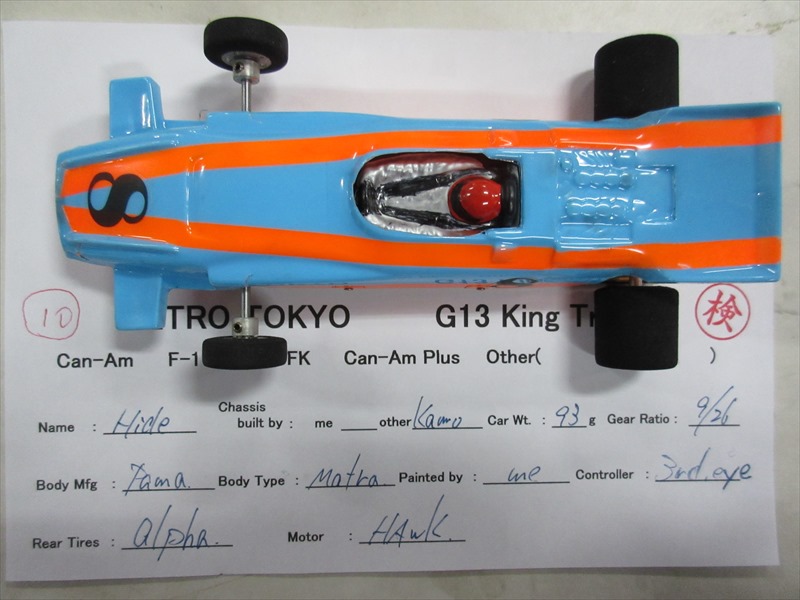 8
G13
10
TRO TOKYO G13 King Tr 検
Can-Am F-1 FK Can-Am Plus Other( )
Name : Hide Chassis built by : me ___ other Kamo Car Wt. : 93 g Gear Ratio : 9/26
Body Mfg : Tama. Body Type : Matra. Painted by : me Controller : 3rd. eye
Rear Tires : alpha. Motor : HAwK.